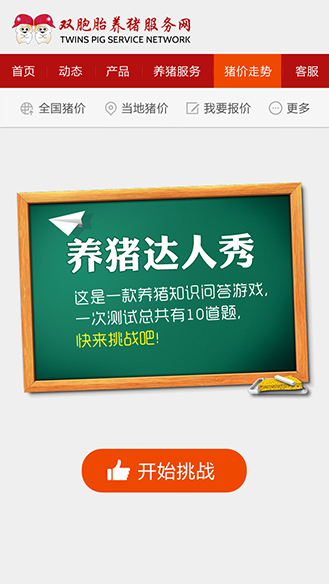 双胞胎养猪服务网
TWINS PIG SERVICE NETWORK
首页 动态 产品 养猪服务 猪价走势 客服
全国猪价 当地猪价 我要报价 更多
养猪达人秀
这是一款养猪知识问答游戏,
一次测试总共有10道题,
快来挑战吧!
开始挑战